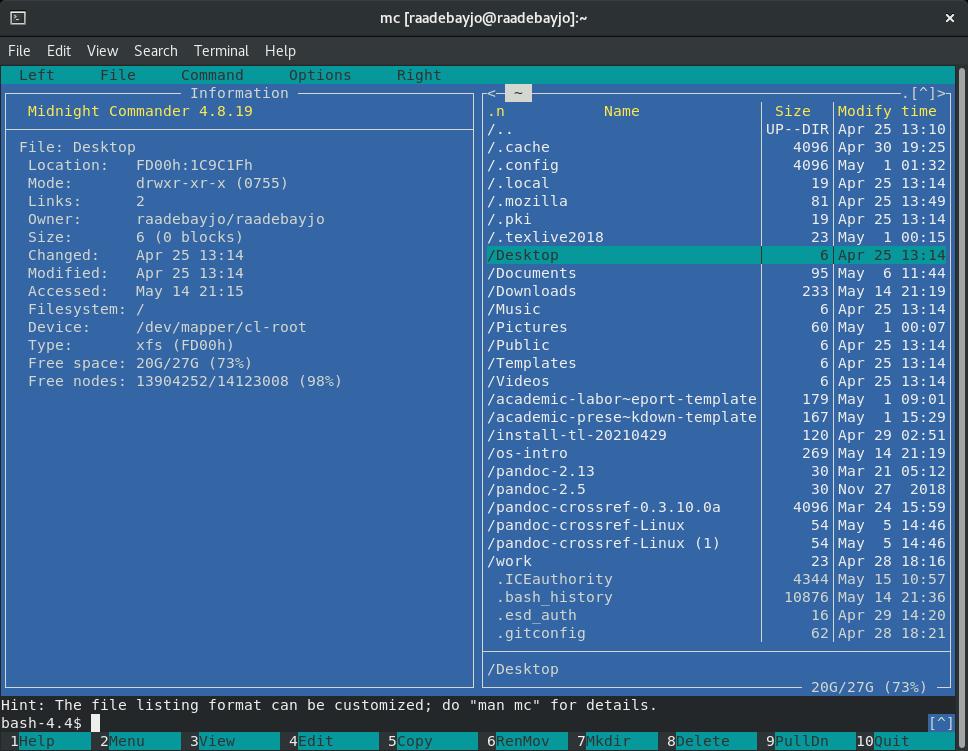 mc [raadebayjo@raadebayjo]:~
File Edit View Search Terminal Help
Left File Command Options Right
Information
Midnight Commander 4.8.19
File: Desktop
Location: FD00h:1C9C1Fh
Mode: drwxr-xr-x (0755)
Links: 2
Owner: raadebayjo/raadebayjo
Size: 6 (0 blocks)
Changed: Apr 25 13:14
Modified: Apr 25 13:14
Accessed: May 14 21:15
Filesystem: /
Device: /dev/mapper/cl-root
Type: xfs (FD00h)
Free space: 20G/27G (73%)
Free nodes: 13904252/14123008 (98%)
<- ~ .[^]>
.n Name Size Modify time
/.. UP--DIR Apr 25 13:10
/.cache 4096 Apr 30 19:25
/.config 4096 May 1 01:32
/.local 19 Apr 25 13:14
/.mozilla 81 Apr 25 13:49
/.pki 19 Apr 25 13:14
/.texlive2018 23 May 1 00:15
/Desktop 6 Apr 25 13:14
/Documents 95 May 6 11:44
/Downloads 233 May 14 21:19
/Music 6 Apr 25 13:14
/Pictures 60 May 1 00:07
/Public 6 Apr 25 13:14
/Templates 6 Apr 25 13:14
/Videos 6 Apr 25 13:14
/academic-labor~eport-template 179 May 1 09:01
/academic-prese~kdown-template 167 May 1 15:29
/install-tl-20210429 120 Apr 29 02:51
/os-intro 269 May 14 21:19
/pandoc-2.13 30 Mar 21 05:12
/pandoc-2.5 30 Nov 27 2018
/pandoc-crossref-0.3.10.0a 4096 Mar 24 15:59
/pandoc-crossref-Linux 54 May 5 14:46
/pandoc-crossref-Linux (1) 54 May 5 14:46
/work 23 Apr 28 18:16
.ICEauthority 4344 May 15 10:57
.bash_history 10876 May 14 21:36
.esd_auth 16 Apr 29 14:20
.gitconfig 62 Apr 28 18:21
/Desktop
20G/27G (73%)
Hint: The file listing format can be customized; do "man mc" for details.
bash-4.4$ [^]
1Help 2Menu 3View 4Edit 5Copy 6RenMov 7Mkdir 8Delete 9PullDn 10Quit